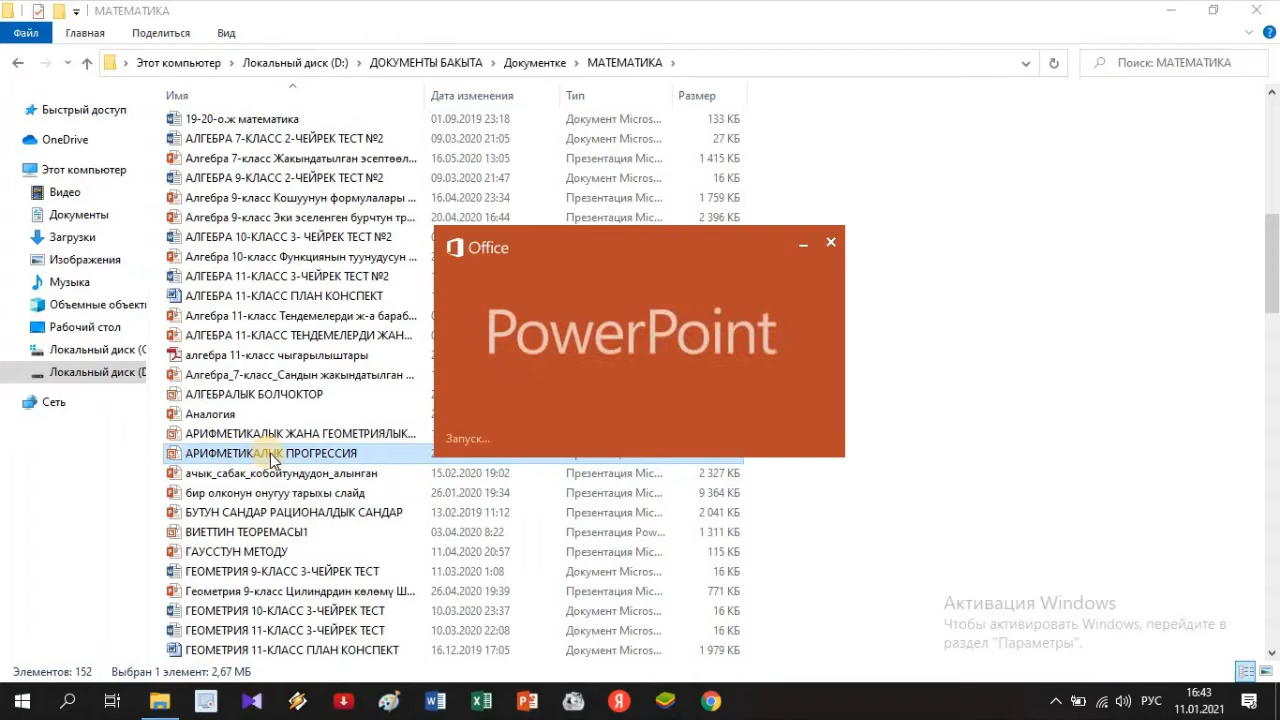 МАТЕМАТИКА
Файл Главная Поделиться Вид
Этот компьютер Локальный диск (D:) ДОКУМЕНТЫ БАКЫТА Документке МАТЕМАТИКА
Поиск: МАТЕМАТИКА
Быстрый доступ
OneDrive
Этот компьютер
Видео
Документы
Загрузки
Изображения
Музыка
Объемные объекты
Рабочий стол
Локальный диск (C
Локальный диск (D
Сеть
Имя Дата изменения Тип Размер
19-20-о.ж математика 01.09.2019 23:18 Документ Micros... 133 КБ
АЛГЕБРА 7-КЛАСС 2-ЧЕЙРЕК ТЕСТ №2 09.03.2020 21:05 Документ Micros... 27 КБ
Алгебра 7-класс Жакындатылган эсептөөл... 16.05.2020 13:05 Презентация Mic... 1 415 КБ
АЛГЕБРА 9-КЛАСС 2-ЧЕЙРЕК ТЕСТ №2 09.03.2020 21:47 Документ Micros... 16 КБ
Алгебра 9-класс Кошуунун формулалары ... 16.04.2020 23:34 Презентация Mic... 1 759 КБ
Алгебра 9-класс Эки эселенген бурчтун тр... 20.04.2020 16:44 Презентация Mic... 2 396 КБ
АЛГЕБРА 10-КЛАСС 3- ЧЕЙРЕК ТЕСТ №2
Алгебра 10-класс Функциянын туундусун ...
АЛГЕБРА 11-КЛАСС 3-ЧЕЙРЕК ТЕСТ №2
АЛГЕБРА 11-КЛАСС ПЛАН КОНСПЕКТ
Алгебра 11-класс Тендемелерди ж-а бараб...
АЛГЕБРА 11-КЛАСС ТЕНДЕМЕЛЕРДИ ЖАН...
алгебра 11-класс чыгарылыштары
Алгебра_7-класс_Сандын жакындатылган ...
АЛГЕБРАЛЫК БОЛЧОКТОР
Аналогия
АРИФМЕТИКАЛЫК ЖАНА ГЕОМЕТРИЯЛЫК...
АРИФМЕТИКАЛЫК ПРОГРЕССИЯ
ачык_сабак_кобойтундудон_алынган 15.02.2020 19:02 Презентация Mic... 2 327 КБ
бир олконун онугуу тарыхы слайд 26.01.2020 19:34 Презентация Mic... 9 364 КБ
БУТУН САНДАР РАЦИОНАЛДЫК САНДАР 13.02.2019 11:12 Презентация Mic... 2 041 КБ
ВИЕТТИН ТЕОРЕМАСЫ1 03.04.2020 8:22 Презентация Pow... 1 311 КБ
ГАУССТУН МЕТОДУ 11.04.2020 20:57 Презентация Mic... 115 КБ
ГЕОМЕТРИЯ 9-КЛАСС 3-ЧЕЙРЕК ТЕСТ 11.03.2020 1:08 Документ Micros... 16 КБ
Геометрия 9-класс Цилиндрдин көлөмү Ш... 26.04.2020 19:39 Презентация Mic... 771 КБ
ГЕОМЕТРИЯ 10-КЛАСС 3-ЧЕЙРЕК ТЕСТ 10.03.2020 23:37 Документ Micros... 16 КБ
ГЕОМЕТРИЯ 11-КЛАСС 3-ЧЕЙРЕК ТЕСТ 10.03.2020 22:08 Документ Micros... 16 КБ
ГЕОМЕТРИЯ 11-КЛАСС ПЛАН КОНСПЕКТ 16.12.2019 17:05 Документ Micros... 1 979 КБ
Office
PowerPoint
Запуск...
Активация Windows
Чтобы активировать Windows, перейдите в
раздел "Параметры".
Элементов: 152 Выбран 1 элемент: 2,67 МБ
РУС
16:43
11.01.2021